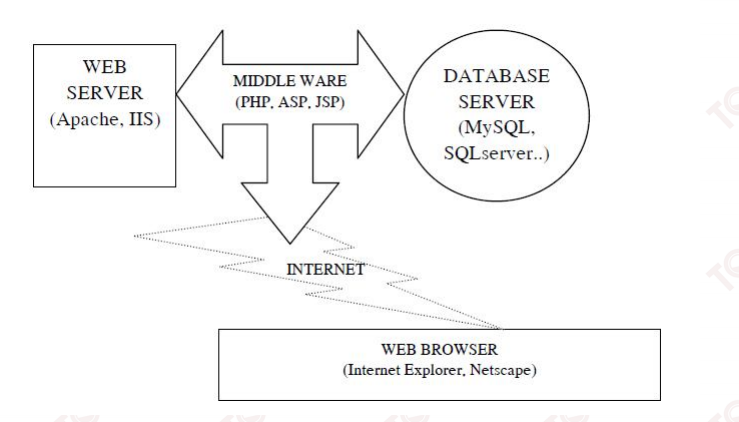 WEB
SERVER
(Apache, IIS)
MIDDLE WARE
(PHP, ASP, JSP)
DATABASE
SERVER
(MySQL,
SQLserver..)
INTERNET
WEB BROWSER
(Internet Explorer, Netscape)